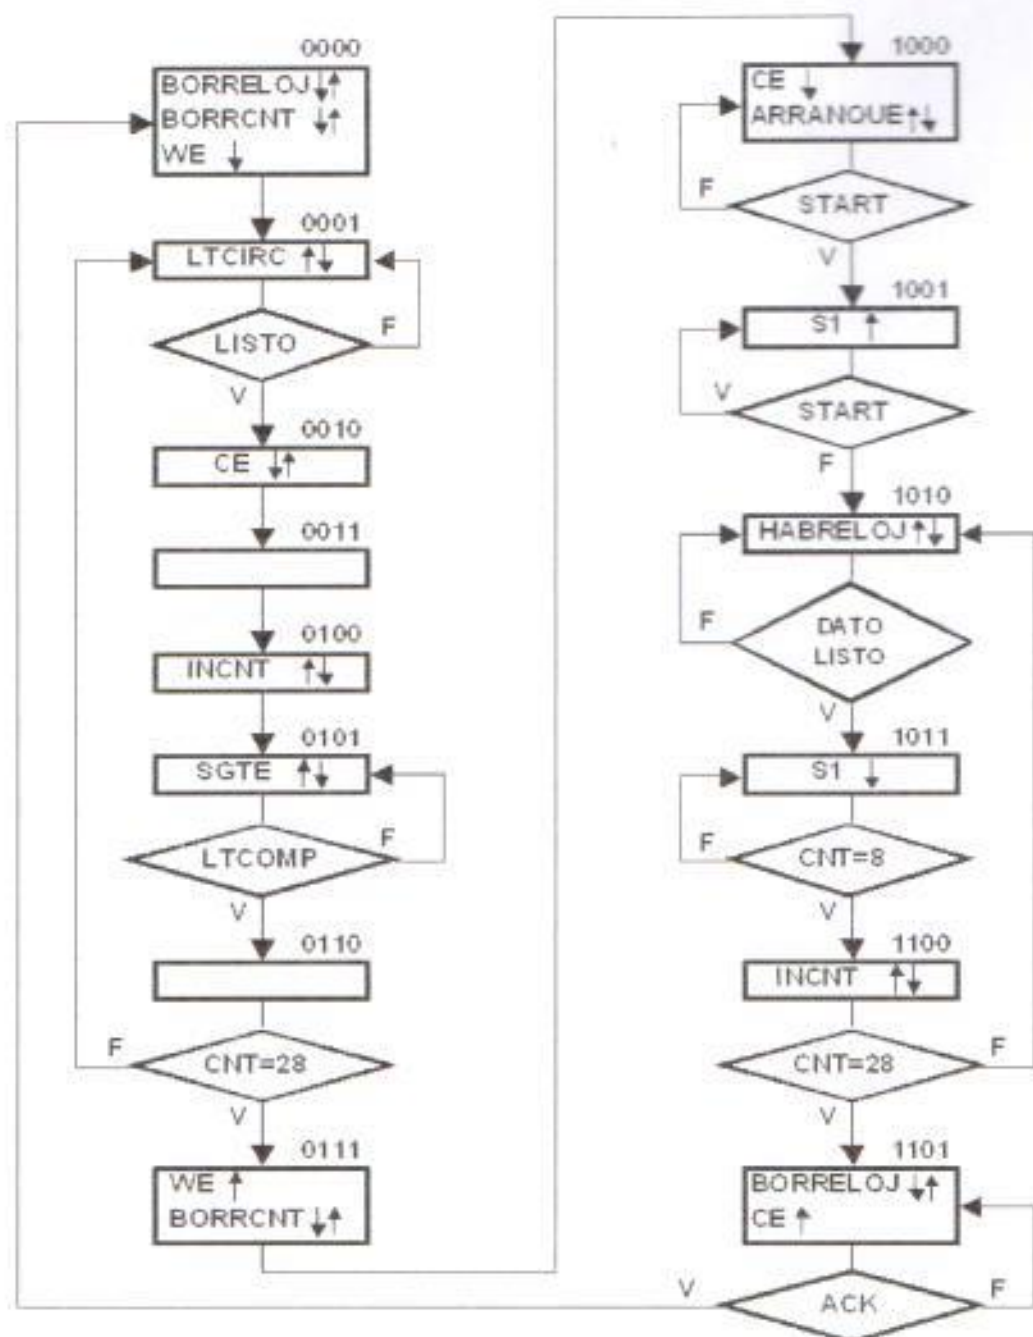 0000
BORRELOJ ↓↑
BORRCNT ↓↑
WE ↓
0001
LTCIRC ↑↓
LISTO
F
V
0010
CE ↓↑
0011
0100
INCNT ↑↓
0101
SGTE ↑↓
LTCOMP
F
V
0110
F
CNT=28
V
0111
WE ↑
BORRCNT ↓↑
1000
CE ↓
ARRANQUE ↑↓
F
START
V
1001
S1 ↑
V
START
F
1010
HABRELOJ ↑↓
F
DATO
LISTO
V
1011
S1 ↓
F
CNT=8
V
1100
INCNT ↑↓
CNT=28
F
V
1101
BORRELOJ ↓↑
CE ↑
V
ACK
F